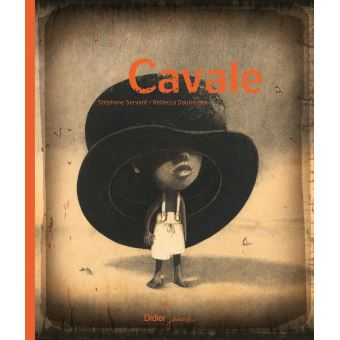 Cavale
Stéphane Servant / Rébecca Dautremer
Didier Jeunesse